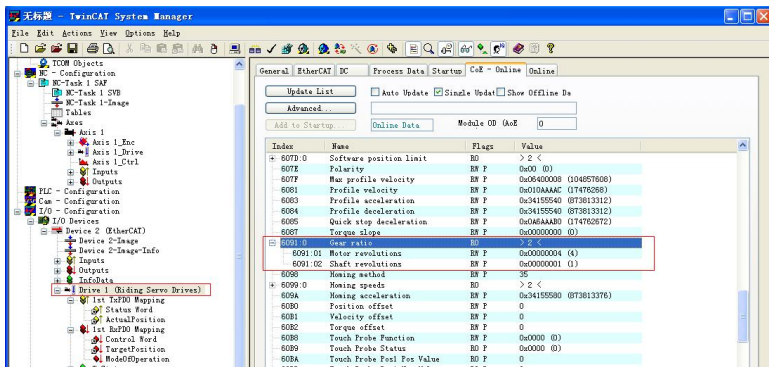 无标题 - TwinCAT System Manager
File Edit Actions View Options Help
TCOM Objects
NC - Configuration
NC-Task 1 SAF
NC-Task 1 SVB
NC-Task 1-Image
Tables
Axes
Axis 1
Axis 1_Enc
Axis 1_Drive
Axis 1_Ctrl
Inputs
Outputs
PLC - Configuration
Cam - Configuration
I/O - Configuration
I/O Devices
Device 2 (EtherCAT)
Device 2-Image
Device 2-Image-Info
Inputs
Outputs
InfoData
Drive 1 (Riding Servo Drives)
1st TxPDO Mapping
Status Word
ActualPosition
1st RxPDO Mapping
Control Word
TargetPosition
ModeOfOperation
General EtherCAT DC Process Data Startup CoE - Online Online
Update List Auto Update Single Updat Show Offline Da
Advanced...
Add to Startup... Online Data Module OD (AoE 0
Index Name Flags Value
607D:0 Software position limit RO > 2 <
607E Polarity RW P 0x00 (0)
607F Max profile velocity RW P 0x06400008 (104857608)
6081 Profile velocity RW P 0x010AAAAC (17476268)
6083 Profile acceleration RW P 0x34155540 (873813312)
6084 Profile deceleration RW P 0x34155540 (873813312)
6085 Quick stop deceleration RW P 0x0A6AAAB0 (174762672)
6087 Torque slope RW P 0x00000000 (0)
6091:0 Gear ratio RO > 2 <
6091:01 Motor revolutions RW P 0x00000004 (4)
6091:02 Shaft revolutions RW P 0x00000001 (1)
6098 Homing method RW P 35
6099:0 Homing speeds RO > 2 <
609A Homing acceleration RW P 0x34155580 (873813376)
60B0 Position offset RW P 0
60B1 Velocity offset RW P 0
60B2 Torque offset RW P 0
60B8 Touch Probe Function RW P 0x0000 (0)
60B9 Touch Probe Status RO P 0x0000 (0)
60BA Touch Probe Pos1 Pos Value RO P 0